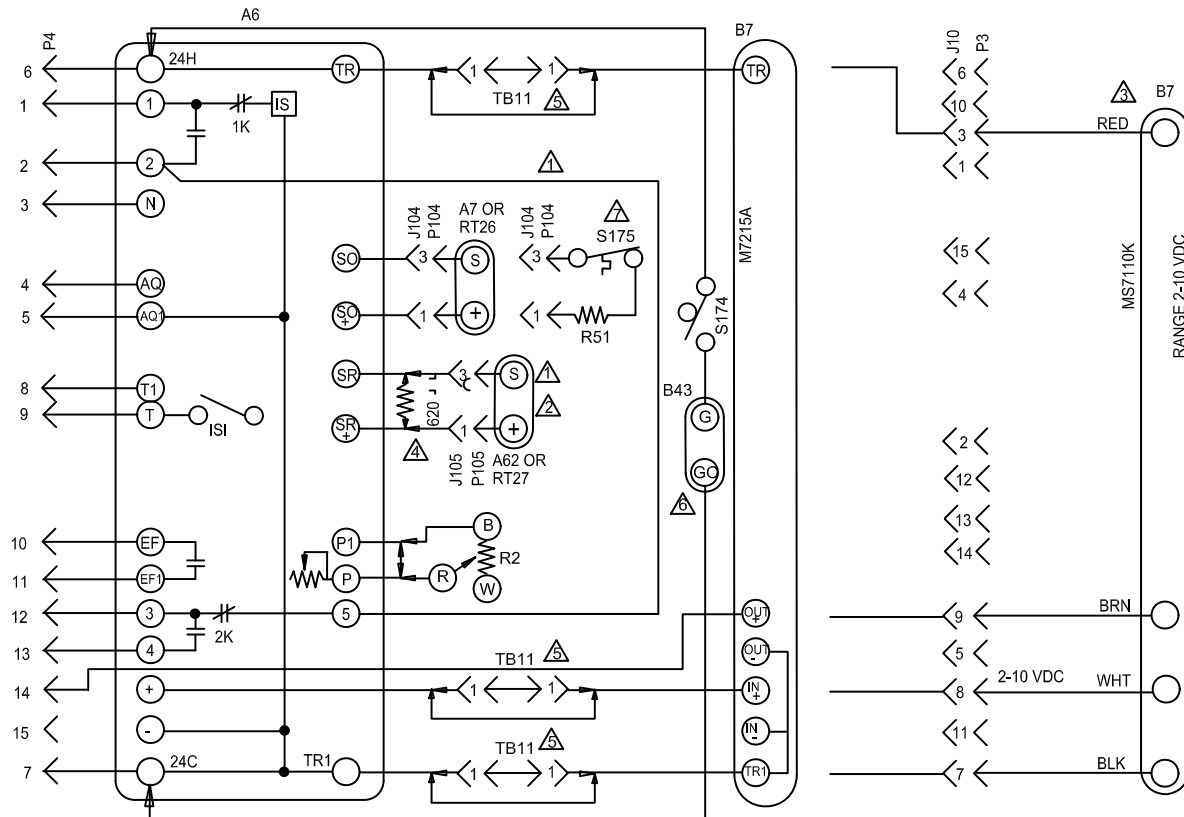 A6
B7
P4
J10
P3
6
24H
TR
1
1
TB11
5
TR
6
3
B7
1
1
IS
1K
10
RED
3
2
2
1
1
3
N
J104
P104
A7 OR
RT26
J104
P104
7
S175
M7215A
MS7110K
RANGE 2-10 VDC
SO
3
S
3
15
4
AQ
4
5
AQ1
SO
+
1
+
1
R51
S174
8
T1
SR
3
S
1
B43
9
T
ISI
620
2
G
SR
+
1
+
2
4
J105
P105
A62 OR
RT27
GO
12
6
13
10
EF
P1
B
14
11
EF1
P
R
R2
W
12
3
2K
5
OUT
+
9
BRN
13
4
TB11
5
OUT
-
5
14
+
1
1
IN
+
8
2-10 VDC
WHT
15
-
TB11
5
IN
-
11
7
24C
TR1
1
1
TR1
7
BLK